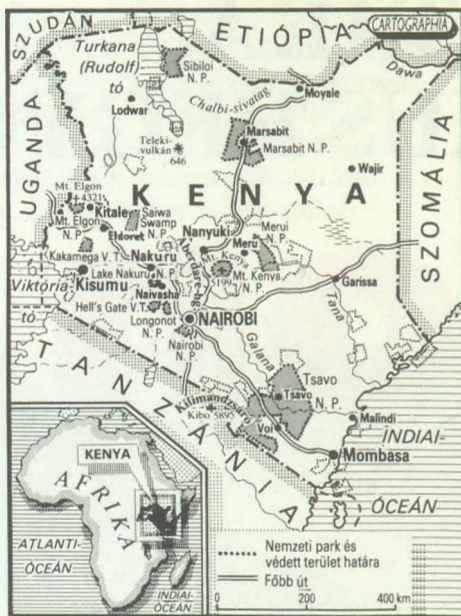 CARTOGRAPHIA
SZUDÁN
ETIÓPIA
Turkana
(Rudolf)
tó
Sibiloi
N. P.
Dawa
Lodwar
Chalbi-sivatag
Moyale
Teleki-
vulkán
646
Marsabit
Marsabit N. P.
UGANDA
Wajir
SZOMÁLIA
KENYA
Mt. Elgon
4321
Kitale
Mt. Elgon
N. P.
Saiwa
Swamp
N. P.
Eldoret
Nanyuki
Meru
Merui
N. P.
Kakamega V. T.
Nakuru
Lake Nakuru N. P.
Mt. Kenya
5199
Mt. Kenya
N. P.
Viktória
tó
Kisumu
Naivasha
Garissa
Hell's Gate V.T.
Longonot
N. P.
NAIROBI
Nairobi
N. P.
Tana
Galana
TANZÁNIA
Tsavo
N. P.
Tsavo
Kilimandzsáró
Kibo 5895
Voi
Malindi
INDIAI-
ÓCEÁN
Mombasa
KENYA
AFRIKA
ATLANTI-
ÓCEÁN
INDIAI-
ÓCEÁN
Nemzeti park és
védett terület határa
Főbb út
0 200 400 km